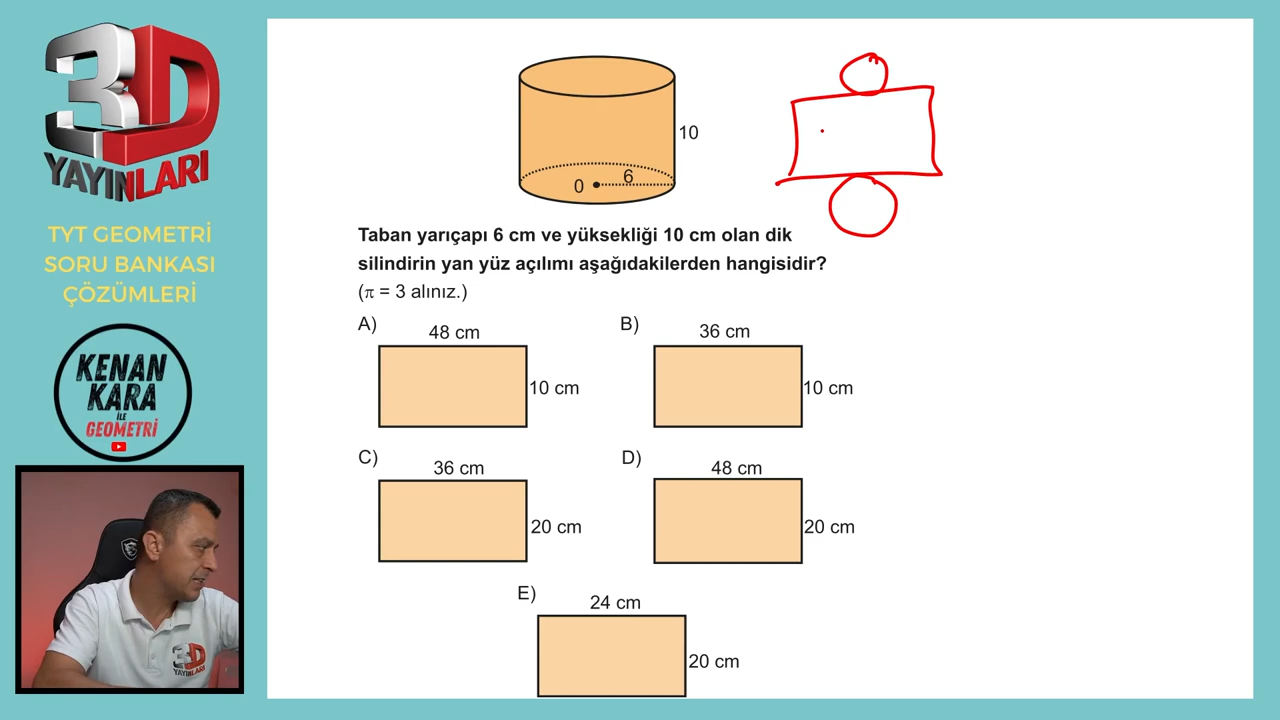 3D
YAYINLARI
TYT GEOMETRİ
SORU BANKASI
ÇÖZÜMLERİ
KENAN
KARA
İLE
GEOMETRİ
3D
YAYINLARI
10
6
0
Taban yarıçapı 6 cm ve yüksekliği 10 cm olan dik
silindirin yan yüz açılımı aşağıdakilerden hangisidir?
(π = 3 alınız.)
A)
48 cm
10 cm
B)
36 cm
10 cm
C)
36 cm
20 cm
D)
48 cm
20 cm
E)
24 cm
20 cm